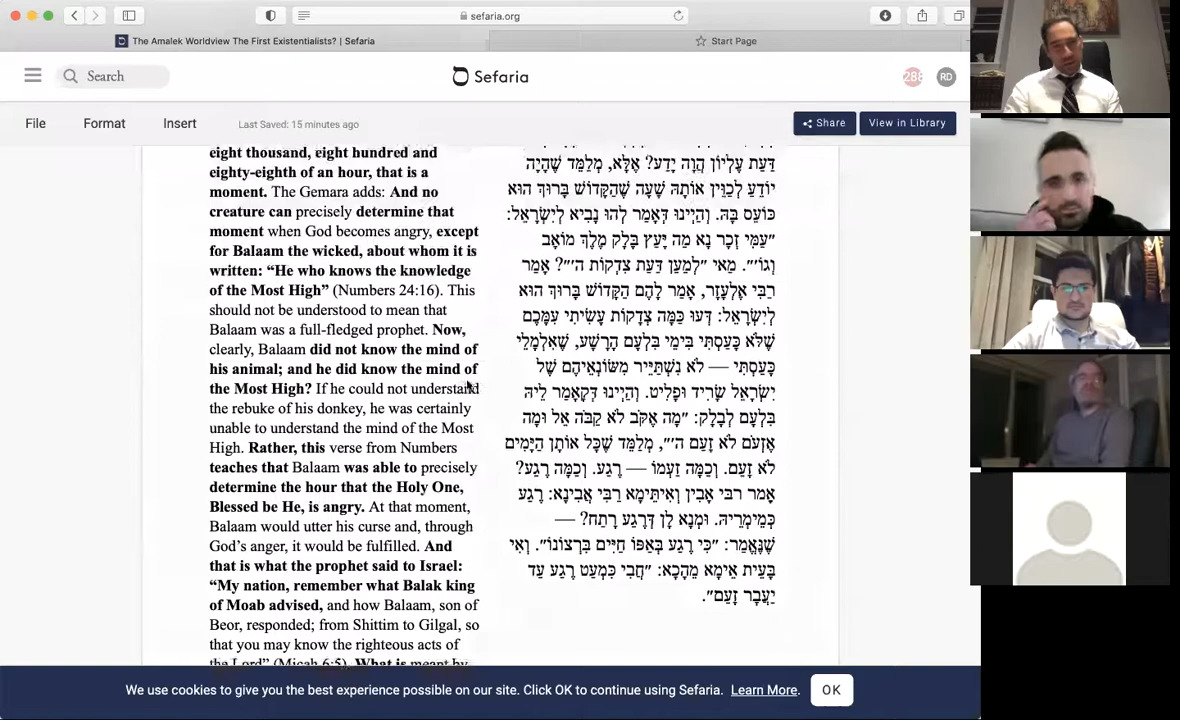 sefaria.org
The Amalek Worldview The First Existentialists? | Sefaria
Start Page
Search
Sefaria
288
RD
File
Format
Insert
Last Saved: 15 minutes ago
Share
View in Library
eight thousand, eight hundred and
eighty-eighth of an hour, that is a
moment. The Gemara adds: And no
creature can precisely determine that
moment when God becomes angry, except
for Balaam the wicked, about whom it is
written: “He who knows the knowledge
of the Most High” (Numbers 24:16). This
should not be understood to mean that
Balaam was a full-fledged prophet. Now,
clearly, Balaam did not know the mind of
his animal; and he did know the mind of
the Most High? If he could not understand
the rebuke of his donkey, he was certainly
unable to understand the mind of the Most
High. Rather, this verse from Numbers
teaches that Balaam was able to precisely
determine the hour that the Holy One,
Blessed be He, is angry. At that moment,
Balaam would utter his curse and, through
God’s anger, it would be fulfilled. And
that is what the prophet said to Israel:
“My nation, remember what Balak king
of Moab advised, and how Balaam, son of
Beor, responded; from Shittim to Gilgal, so
that you may know the righteous acts of
the Lord” (Micah 6:5). What is meant by
דַּעַת עֶלְיוֹן הֲוָה יָדַע? אֶלָּא, מְלַמֵּד שֶׁהָיָה
יוֹדֵעַ לְכַוֵּין אוֹתָהּ שָׁעָה שֶׁהַקָּדוֹשׁ בָּרוּךְ הוּא
כּוֹעֵס בָּהּ. וְהַיְינוּ דְּאָמַר לְהוּ נָבִיא לְיִשְׂרָאֵל:
״עַמִּי זְכָר נָא מַה יָּעַץ בָּלָק מֶלֶךְ מוֹאָב
וְגוֹ׳״. מַאי ״לְמַעַן דַּעַת צִדְקוֹת ה׳״? אָמַר
רַבִּי אֶלְעָזָר, אָמַר לָהֶם הַקָּדוֹשׁ בָּרוּךְ הוּא
לְיִשְׂרָאֵל: דְּעוּ כַּמָּה צְדָקוֹת עָשִׂיתִי עִמָּכֶם
שֶׁלֹּא כָּעַסְתִּי בִּימֵי בִּלְעָם הָרָשָׁע, שֶׁאִלְמָלֵי
כָּעַסְתִּי — לֹא נִשְׁתַּיֵּיר מִשּׂוֹנְאֵיהֶם שֶׁל
יִשְׂרָאֵל שָׂרִיד וּפָלִיט. וְהַיְינוּ דְּקָאָמַר לֵיהּ
בִּלְעָם לְבָלָק: ״מָה אֶקֹּב לֹא קַבֹּה אֵל וּמָה
אֶזְעֹם לֹא זָעַם ה׳״, מְלַמֵּד שֶׁכָּל אוֹתָן הַיָּמִים
לֹא זָעַם. וְכַמָּה זַעְמוֹ — רֶגַע. וְכַמָּה רֶגַע?
אָמַר רַבִּי אָבִין וְאִיתֵּימָא רַבִּי אֲבִינָא: רֶגַע
כְּמֵימְרֵיהּ. וּמְנָא לַן דְּרֶגַע רָתַח? —
שֶׁנֶּאֱמַר: ״כִּי רֶגַע בְּאַפּוֹ חַיִּים בִּרְצוֹנוֹ״. וְאִי
בָּעֵית אֵימָא מֵהָכָא: ״חֲבִי כִּמְעַט רֶגַע עַד
יַעֲבָר זָעַם״.
We use cookies to give you the best experience possible on our site. Click OK to continue using Sefaria. Learn More.
OK